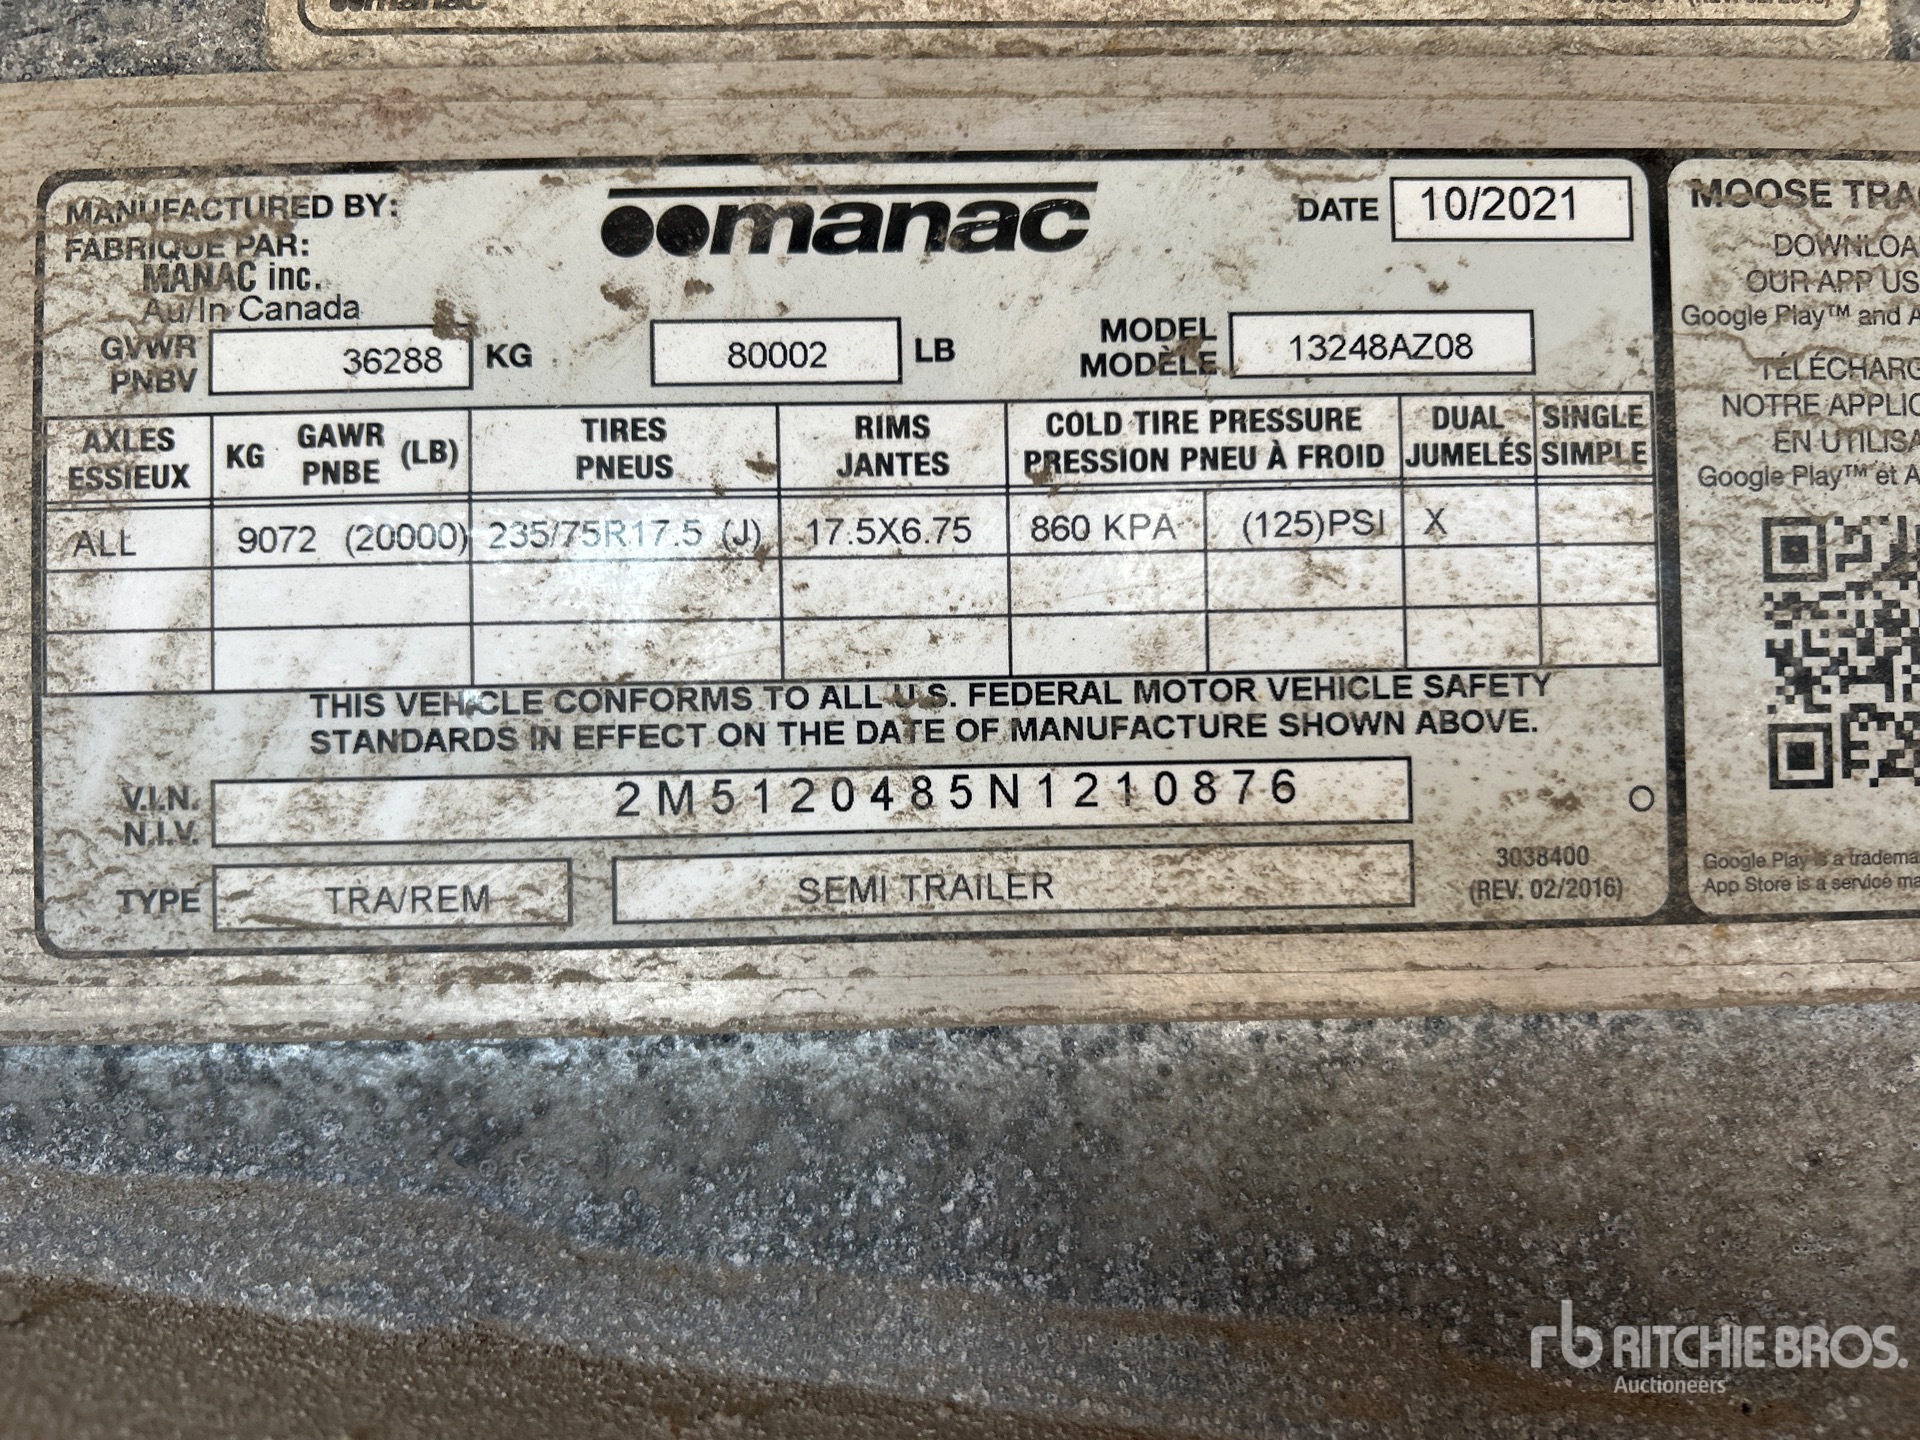 manac
MANUFACTURED BY:
FABRIQUE PAR:
MANAC inc.
Au/In Canada
manac
DATE 10/2021
GVWR
PNBV
36288 KG 80002 LB
MODEL
MODÈLE
13248AZ08
AXLES
ESSIEUX
KG GAWR (LB)
PNBE
TIRES
PNEUS
RIMS
JANTES
COLD TIRE PRESSURE
PRESSION PNEU À FROID
DUAL
JUMELÉS
SINGLE
SIMPLE
ALL 9072 (20000) 235/75R17.5 (J) 17.5X6.75 860 KPA (125)PSI X
THIS VEHICLE CONFORMS TO ALL U.S. FEDERAL MOTOR VEHICLE SAFETY
STANDARDS IN EFFECT ON THE DATE OF MANUFACTURE SHOWN ABOVE.
V.I.N.
N.I.V.
2M5120485N1210876
TYPE TRA/REM SEMI TRAILER
3038400
(REV. 02/2016)
MOOSE TRA
DOWNLOA
OUR APP US
Google Play™ and A
TÉLÉCHARG
NOTRE APPLIC
EN UTILISA
Google Play™ et A
Google Play is a tradema
App Store is a service ma
rb RITCHIE BROS.
Auctioneers